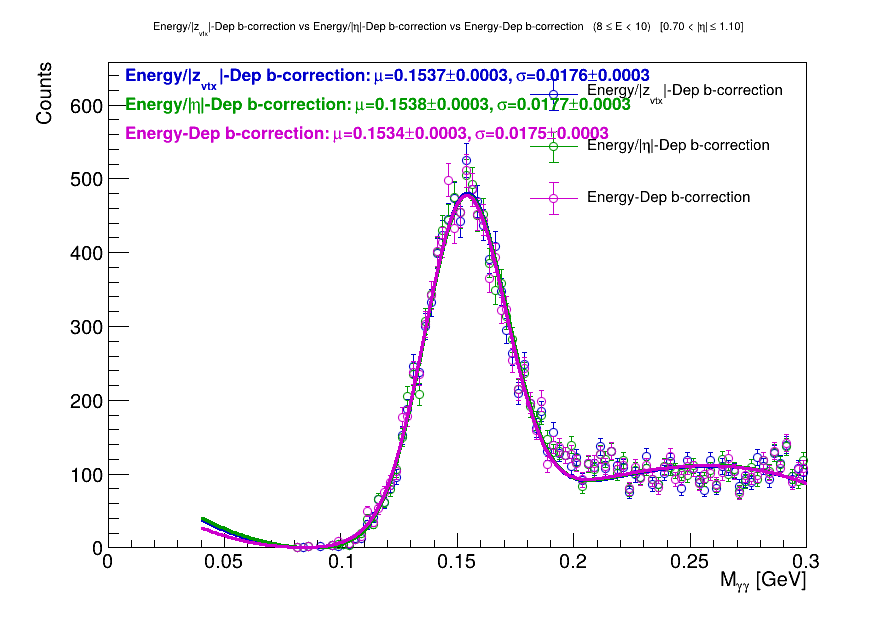 Energy/|z_vtx|-Dep b-correction vs Energy/|η|-Dep b-correction vs Energy-Dep b-correction (8 ≤ E < 10) [0.70 < |η| ≤ 1.10]
Counts
Energy/|z_vtx|-Dep b-correction: μ=0.1537±0.0003, σ=0.0176±0.0003
Energy/|η|-Dep b-correction: μ=0.1538±0.0003, σ=0.0177±0.0003
Energy-Dep b-correction: μ=0.1534±0.0003, σ=0.0175±0.0003
Energy/|z_vtx|-Dep b-correction
Energy/|η|-Dep b-correction
Energy-Dep b-correction
600
500
400
300
200
100
0
0 0.05 0.1 0.15 0.2 0.25 0.3
M_γγ [GeV]